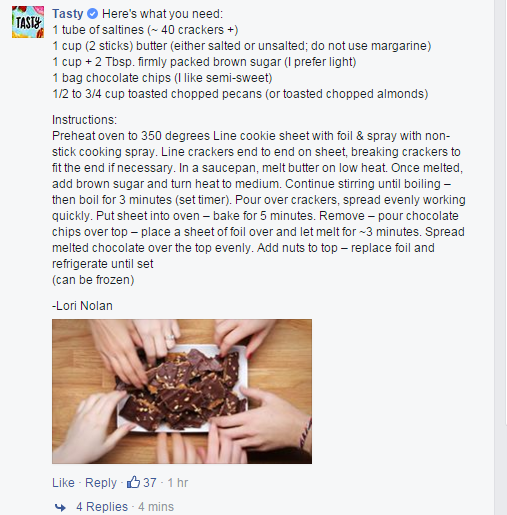 TASTY
Tasty Here's what you need:
1 tube of saltines (~ 40 crackers +)
1 cup (2 sticks) butter (either salted or unsalted; do not use margarine)
1 cup + 2 Tbsp. firmly packed brown sugar (I prefer light)
1 bag chocolate chips (I like semi-sweet)
1/2 to 3/4 cup toasted chopped pecans (or toasted chopped almonds)
Instructions:
Preheat oven to 350 degrees Line cookie sheet with foil & spray with non-
stick cooking spray. Line crackers end to end on sheet, breaking crackers to
fit the end if necessary. In a saucepan, melt butter on low heat. Once melted,
add brown sugar and turn heat to medium. Continue stirring until boiling –
then boil for 3 minutes (set timer). Pour over crackers, spread evenly working
quickly. Put sheet into oven – bake for 5 minutes. Remove – pour chocolate
chips over top – place a sheet of foil over and let melt for ~3 minutes. Spread
melted chocolate over the top evenly. Add nuts to top – replace foil and
refrigerate until set
(can be frozen)
-Lori Nolan
Like · Reply · 37 · 1 hr
4 Replies · 4 mins